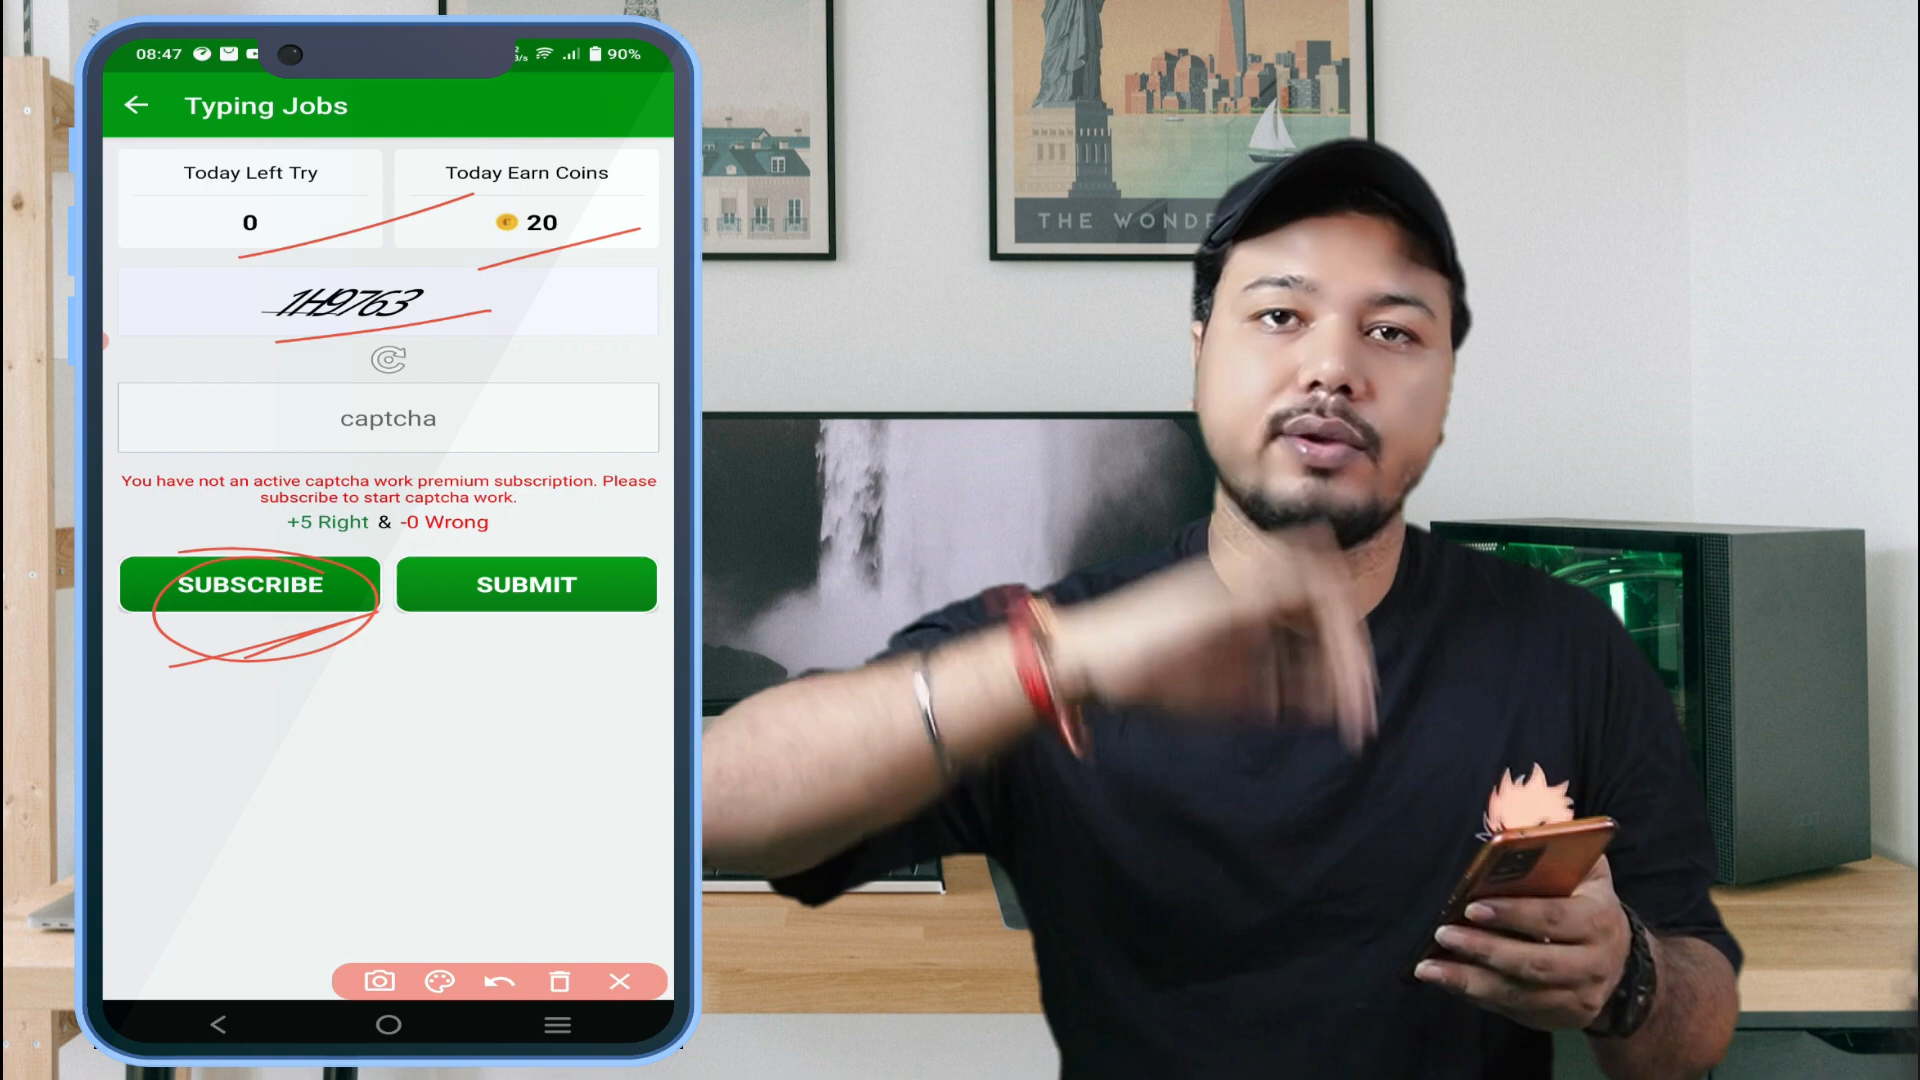 08:47
90%
Typing Jobs
Today Left Try
Today Earn Coins
0
20
1H9763
captcha
You have not an active captcha work premium subscription. Please
subscribe to start captcha work.
+5 Right & -0 Wrong
SUBSCRIBE
SUBMIT
THE WONDE